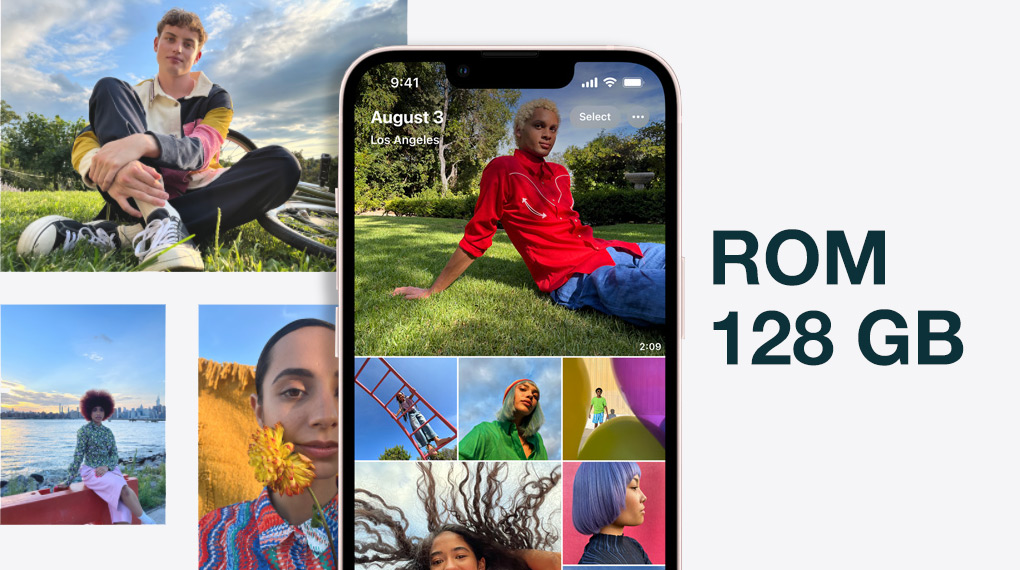 9:41
August 3
Select
Los Angeles
2:09
ROM
128 GB